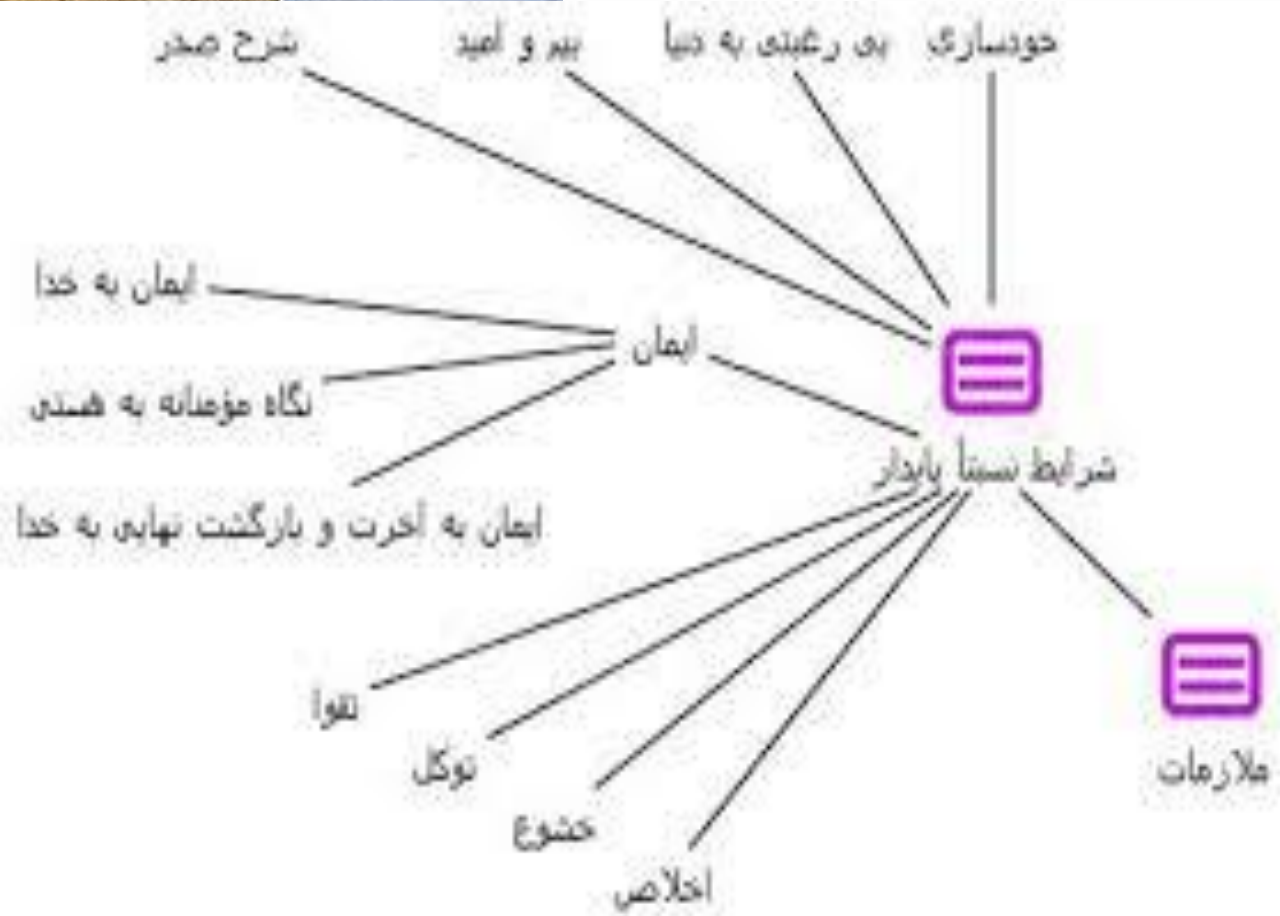 خودسازی
بی رغبتی به دنیا
بیم و امید
شرح صدر
ایمان به خدا
ایمان
نگاه مؤمنانه به هستی
شرایط نسبتأ پایدار
ایمان به آخرت و بازگشت نهایی به خدا
تقوا
توکل
ملازمات
خشوع
اخلاص